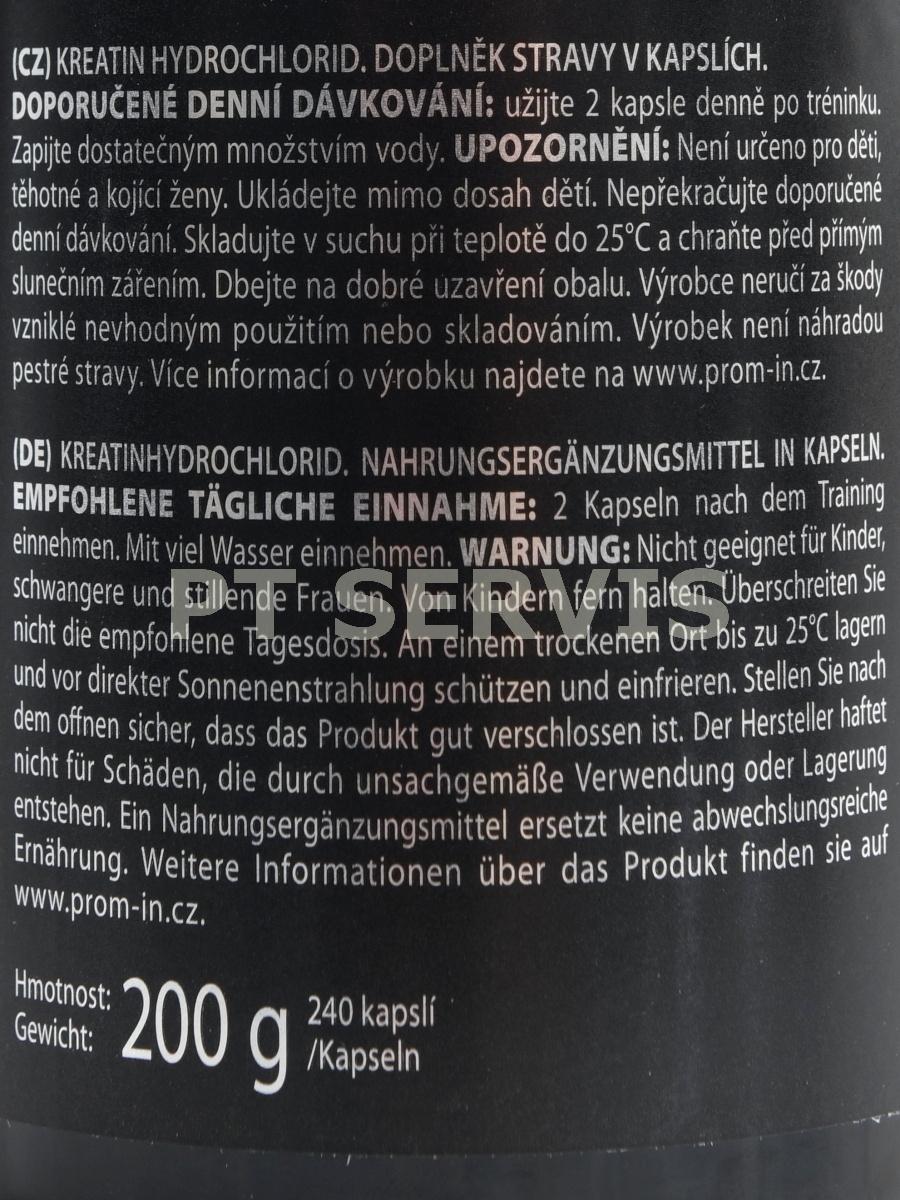 (CZ) KREATIN HYDROCHLORID. DOPLNĚK STRAVY V KAPSLÍCH.
DOPORUČENÉ DENNÍ DÁVKOVÁNÍ: užijte 2 kapsle denně po tréninku.
Zapijte dostatečným množstvím vody. UPOZORNĚNÍ: Není určeno pro děti,
těhotné a kojící ženy. Ukládejte mimo dosah dětí. Nepřekračujte doporučené
denní dávkování. Skladujte v suchu při teplotě do 25°C a chraňte před přímým
slunečním zářením. Dbejte na dobré uzavření obalu. Výrobce neručí za škody
vzniklé nevhodným použitím nebo skladováním. Výrobek není náhradou
pestré stravy. Více informací o výrobku najdete na www.prom-in.cz.
(DE) KREATINHYDROCHLORID. NAHRUNGSERGÄNZUNGSMITTEL IN KAPSELN.
EMPFOHLENE TÄGLICHE EINNAHME: 2 Kapseln nach dem Training
einnehmen. Mit viel Wasser einnehmen. WARNUNG: Nicht geeignet für Kinder,
schwangere und stillende Frauen. Von Kindern fern halten. Überschreiten Sie
PT SERVIS
nicht die empfohlene Tagesdosis. An einem trockenen Ort bis zu 25°C lagern
und vor direkter Sonnenenstrahlung schützen und einfrieren. Stellen Sie nach
dem offnen sicher, dass das Produkt gut verschlossen ist. Der Hersteller haftet
nicht für Schäden, die durch unsachgemäße Verwendung oder Lagerung
entstehen. Ein Nahrungsergänzungsmittel ersetzt keine abwechslungsreiche
Ernährung. Weitere Informationen über das Produkt finden sie auf
www.prom-in.cz.
Hmotnost:
Gewicht:
200 g
240 kapslí
/Kapseln